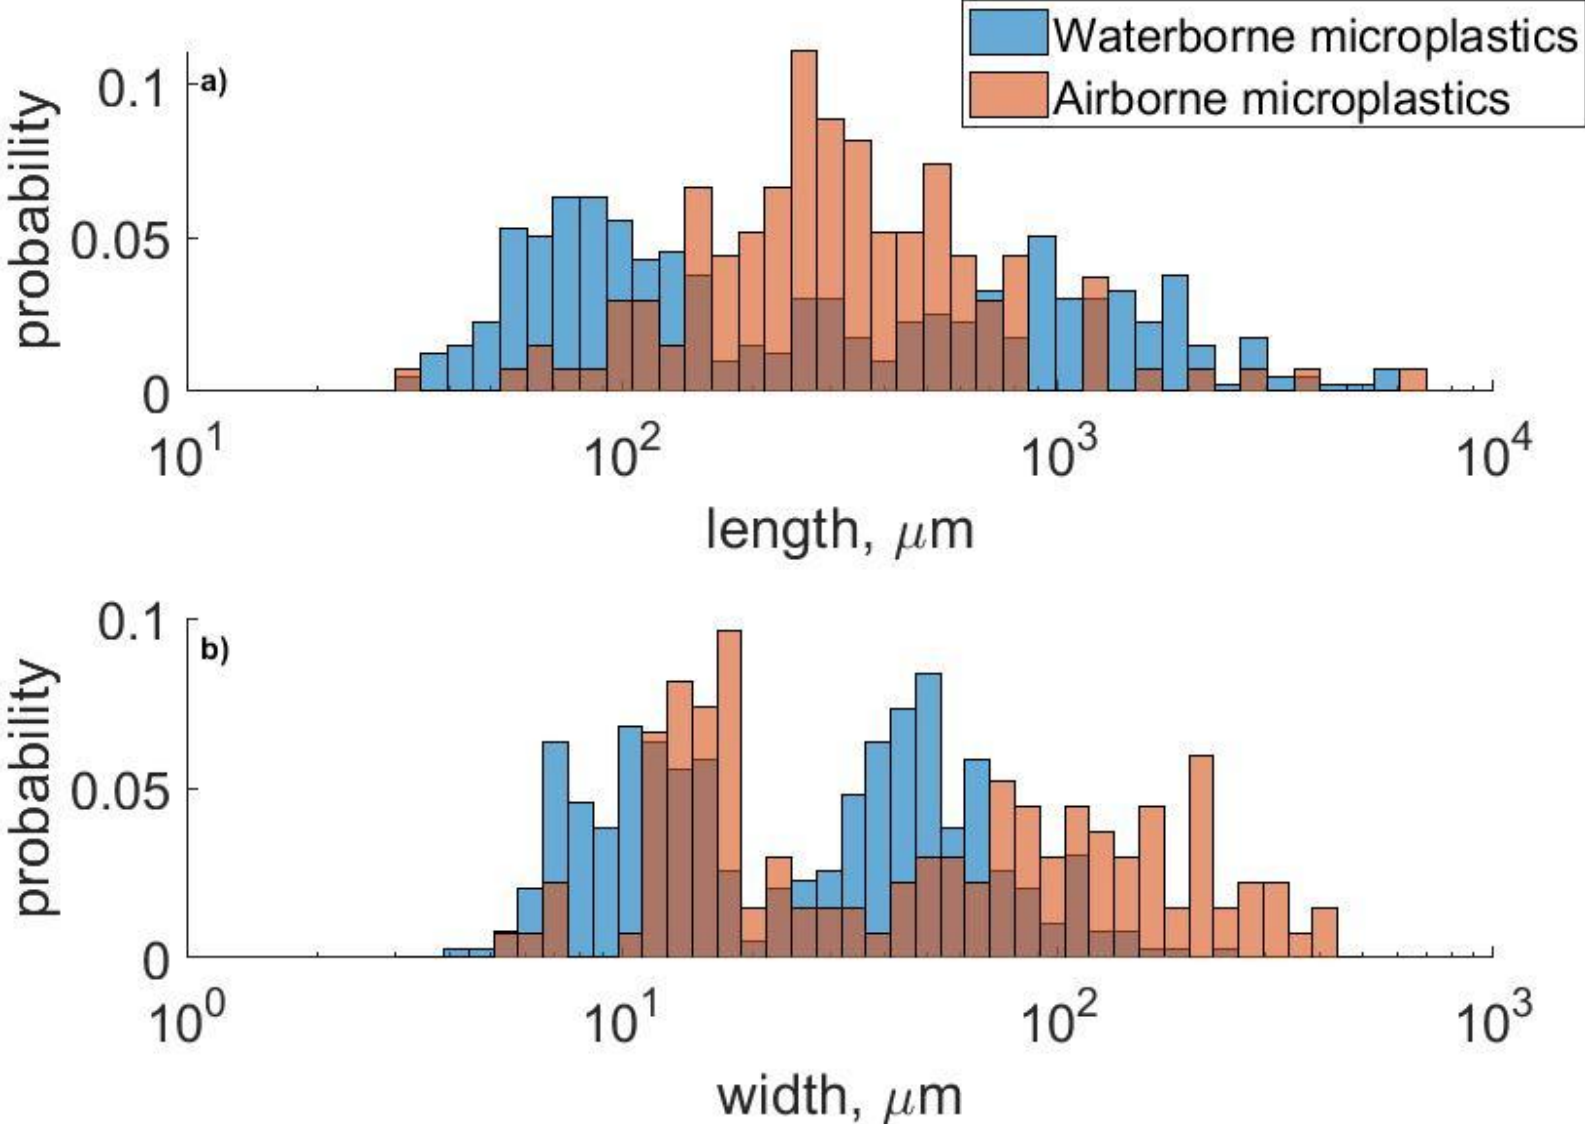 Waterborne microplastics
Airborne microplastics
a)
0.1
0.05
0
probability
10¹ 10² 10³ 10⁴
length, μm
b)
0.1
0.05
0
probability
10⁰ 10¹ 10² 10³
width, μm